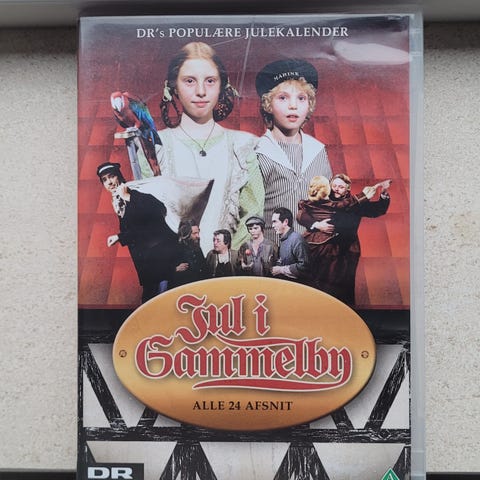 DR's POPULÆRE JULEKALENDER
MARINE
Jul i
Gammelby
ALLE 24 AFSNIT
DR
A